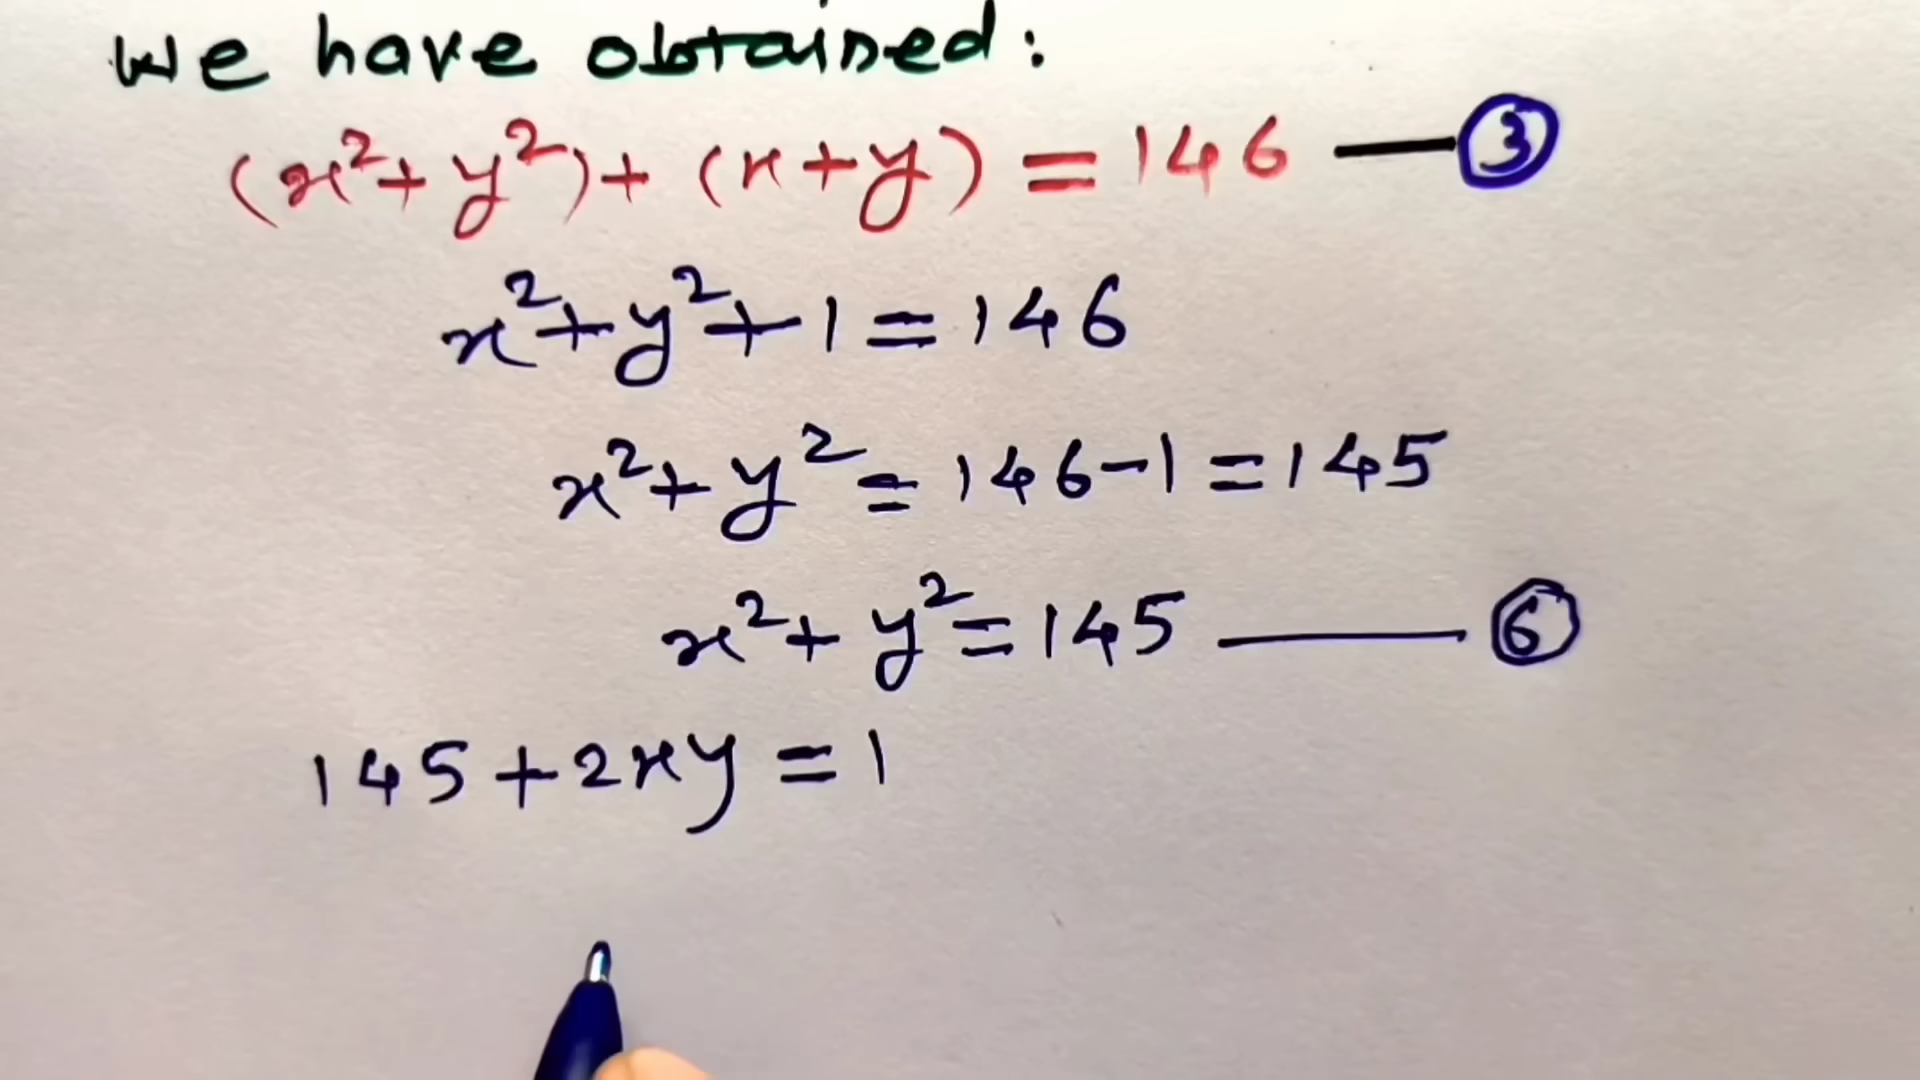 We have obtained:
(x²+y²)+(x+y)=146 — ③
x²+y²+1=146
x²+y²=146-1=145
x²+y²=145 — ⑥
145+2xy=1